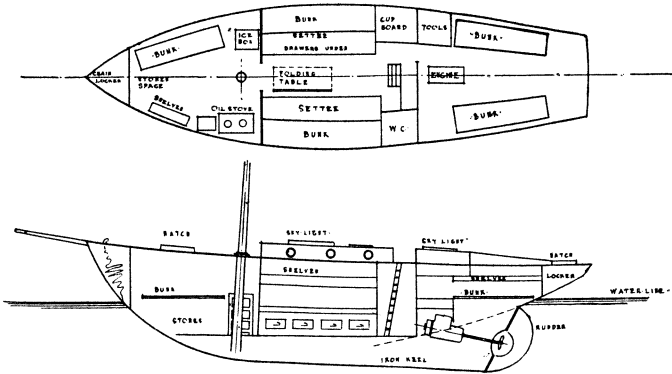 BUNK
SETTEE
DRAWERS UNDER
CUP
BOARD
TOOLS
BUNK
BUNK
ICE
BOX
CHAIN
LOCKER
STORES
SPACE
FOLDING
TABLE
ENGINE
SHELVES
OIL STOVE
SETTEE
BUNK
W.C.
BUNK
HATCH
SKY LIGHT
SKY LIGHT
HATCH
SHELVES
SHELVES
LOCKER
BUNK
BUNK
WATER LINE
STORES
RUDDER
IRON KEEL